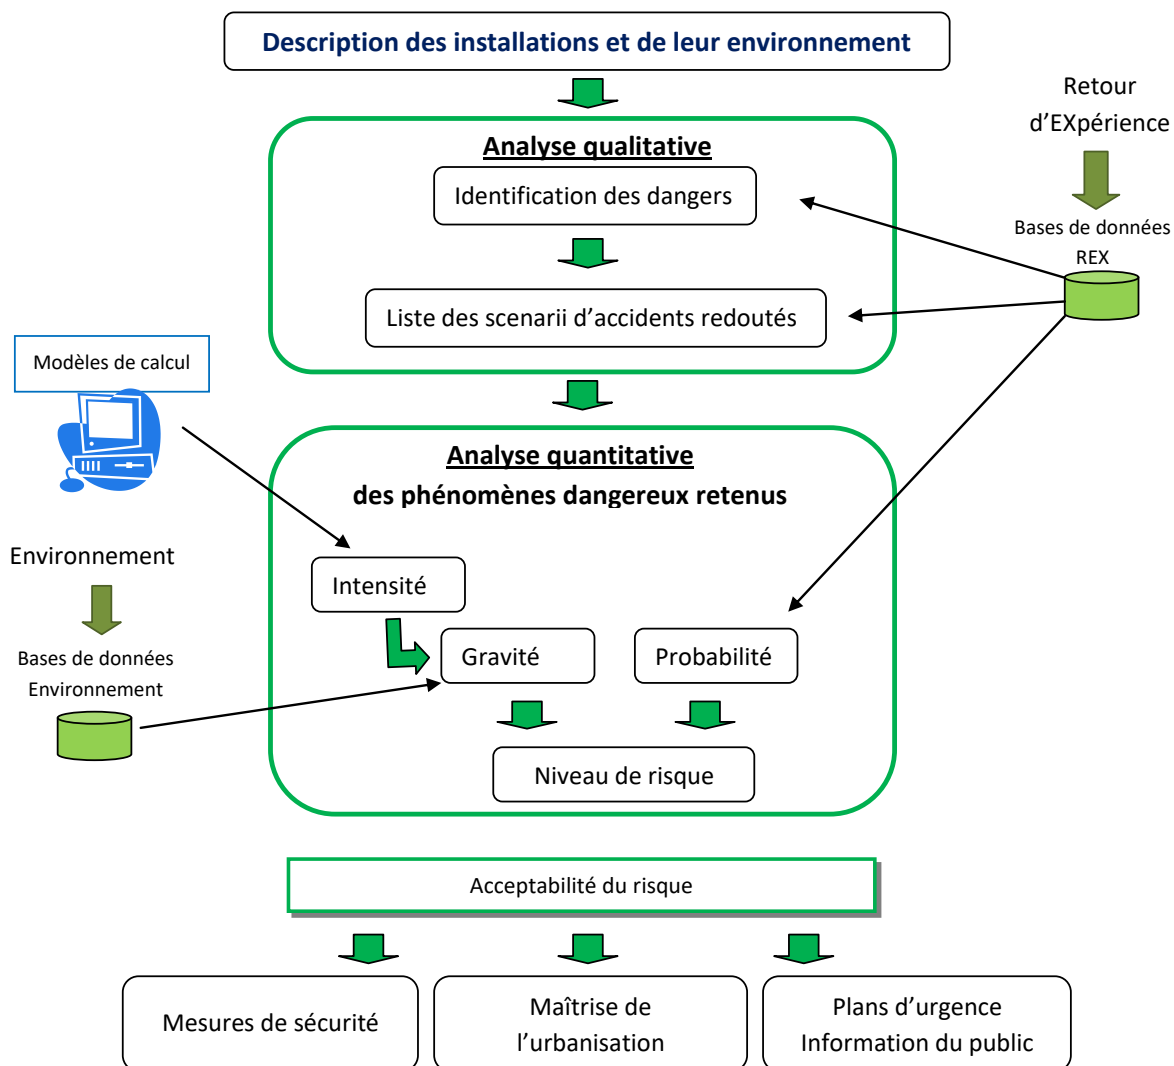 Description des installations et de leur environnement
Retour
d'EXpérience
Analyse qualitative
Identification des dangers
Bases de données
REX
Liste des scenarii d'accidents redoutés
Modèles de calcul
Analyse quantitative
des phénomènes dangereux retenus
Environnement
Intensité
Bases de données
Environnement
Gravité
Probabilité
Niveau de risque
Acceptabilité du risque
Mesures de sécurité
Maîtrise de
l'urbanisation
Plans d'urgence
Information du public